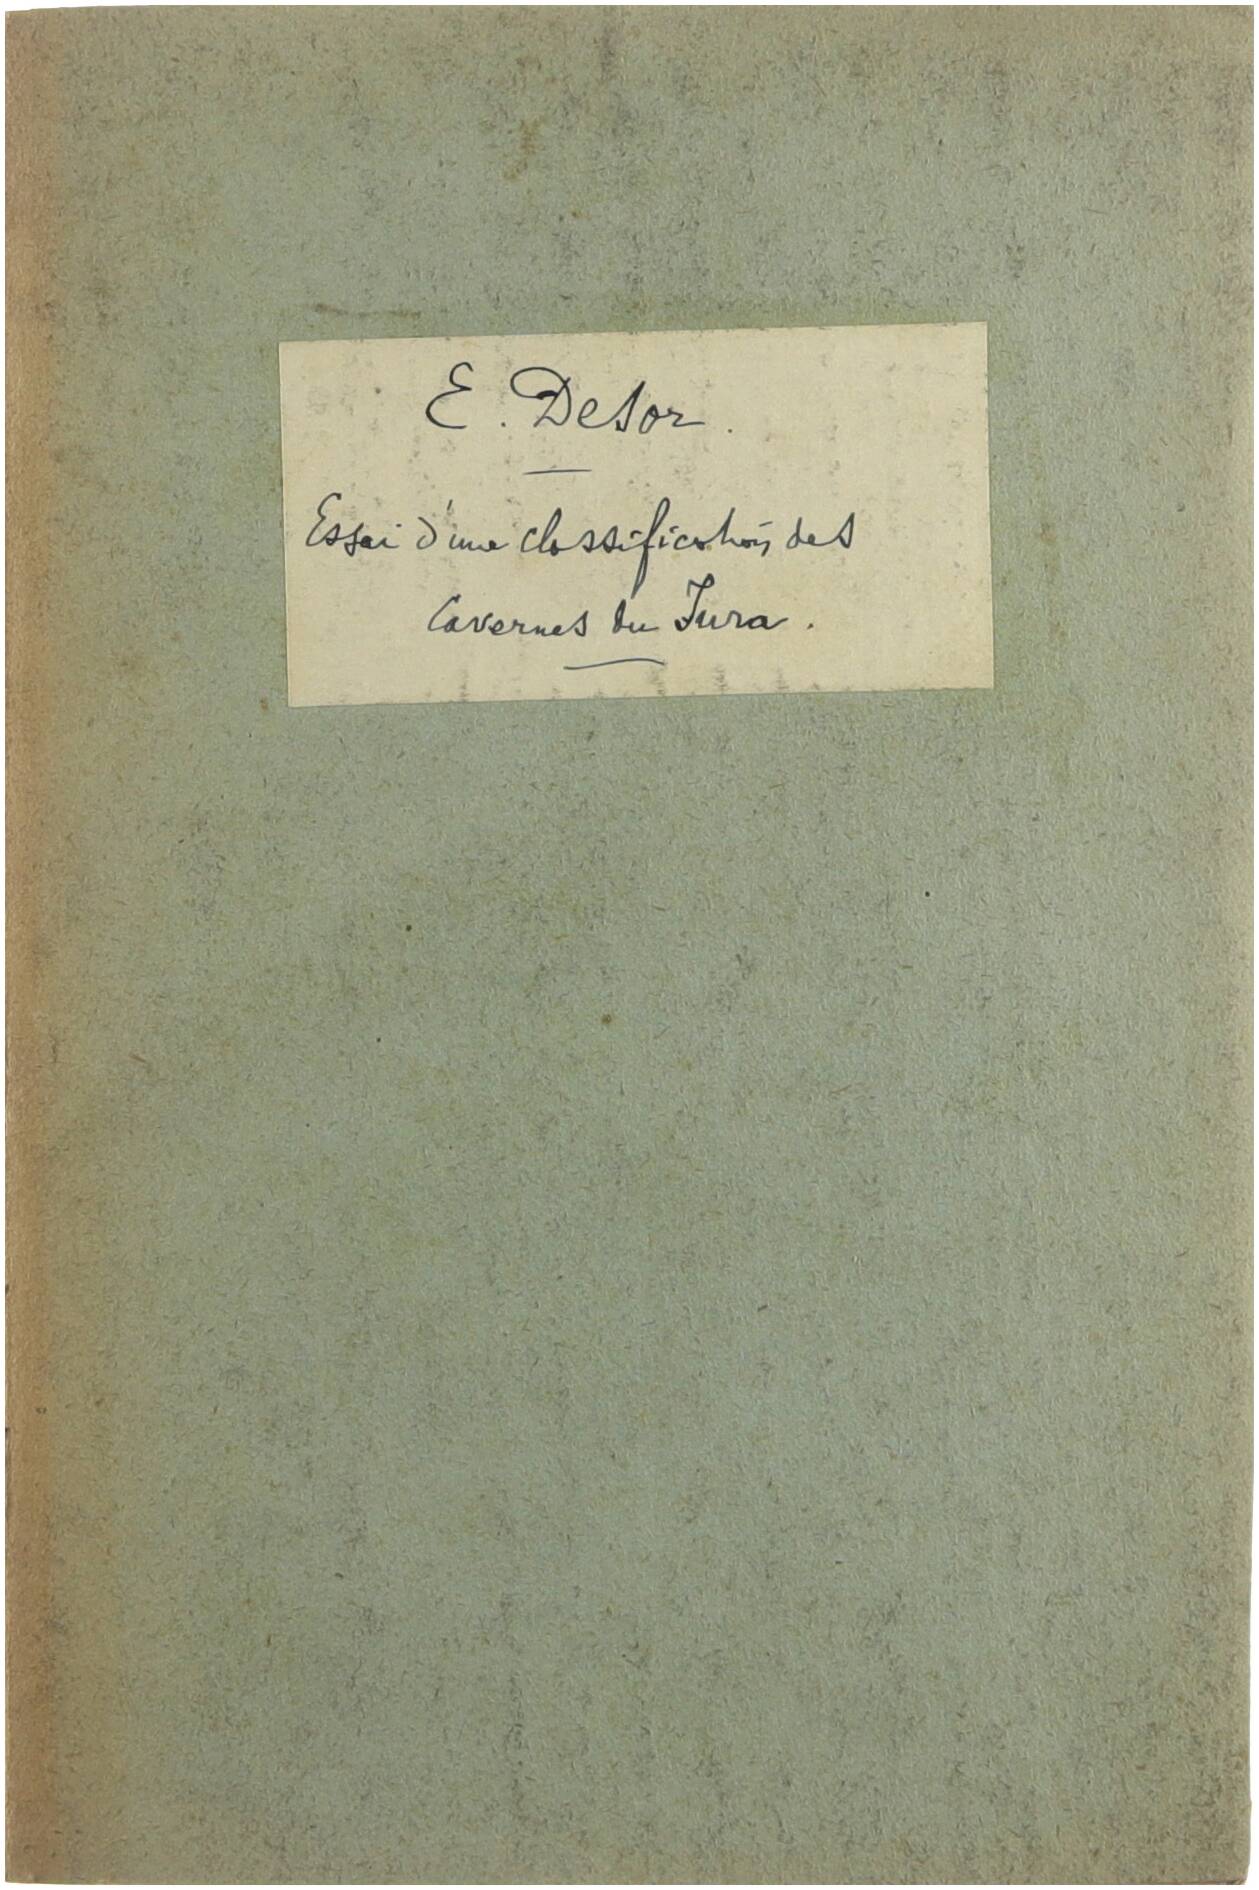 E. Desor.
Essai d'une classification des
Cavernes du Jura.